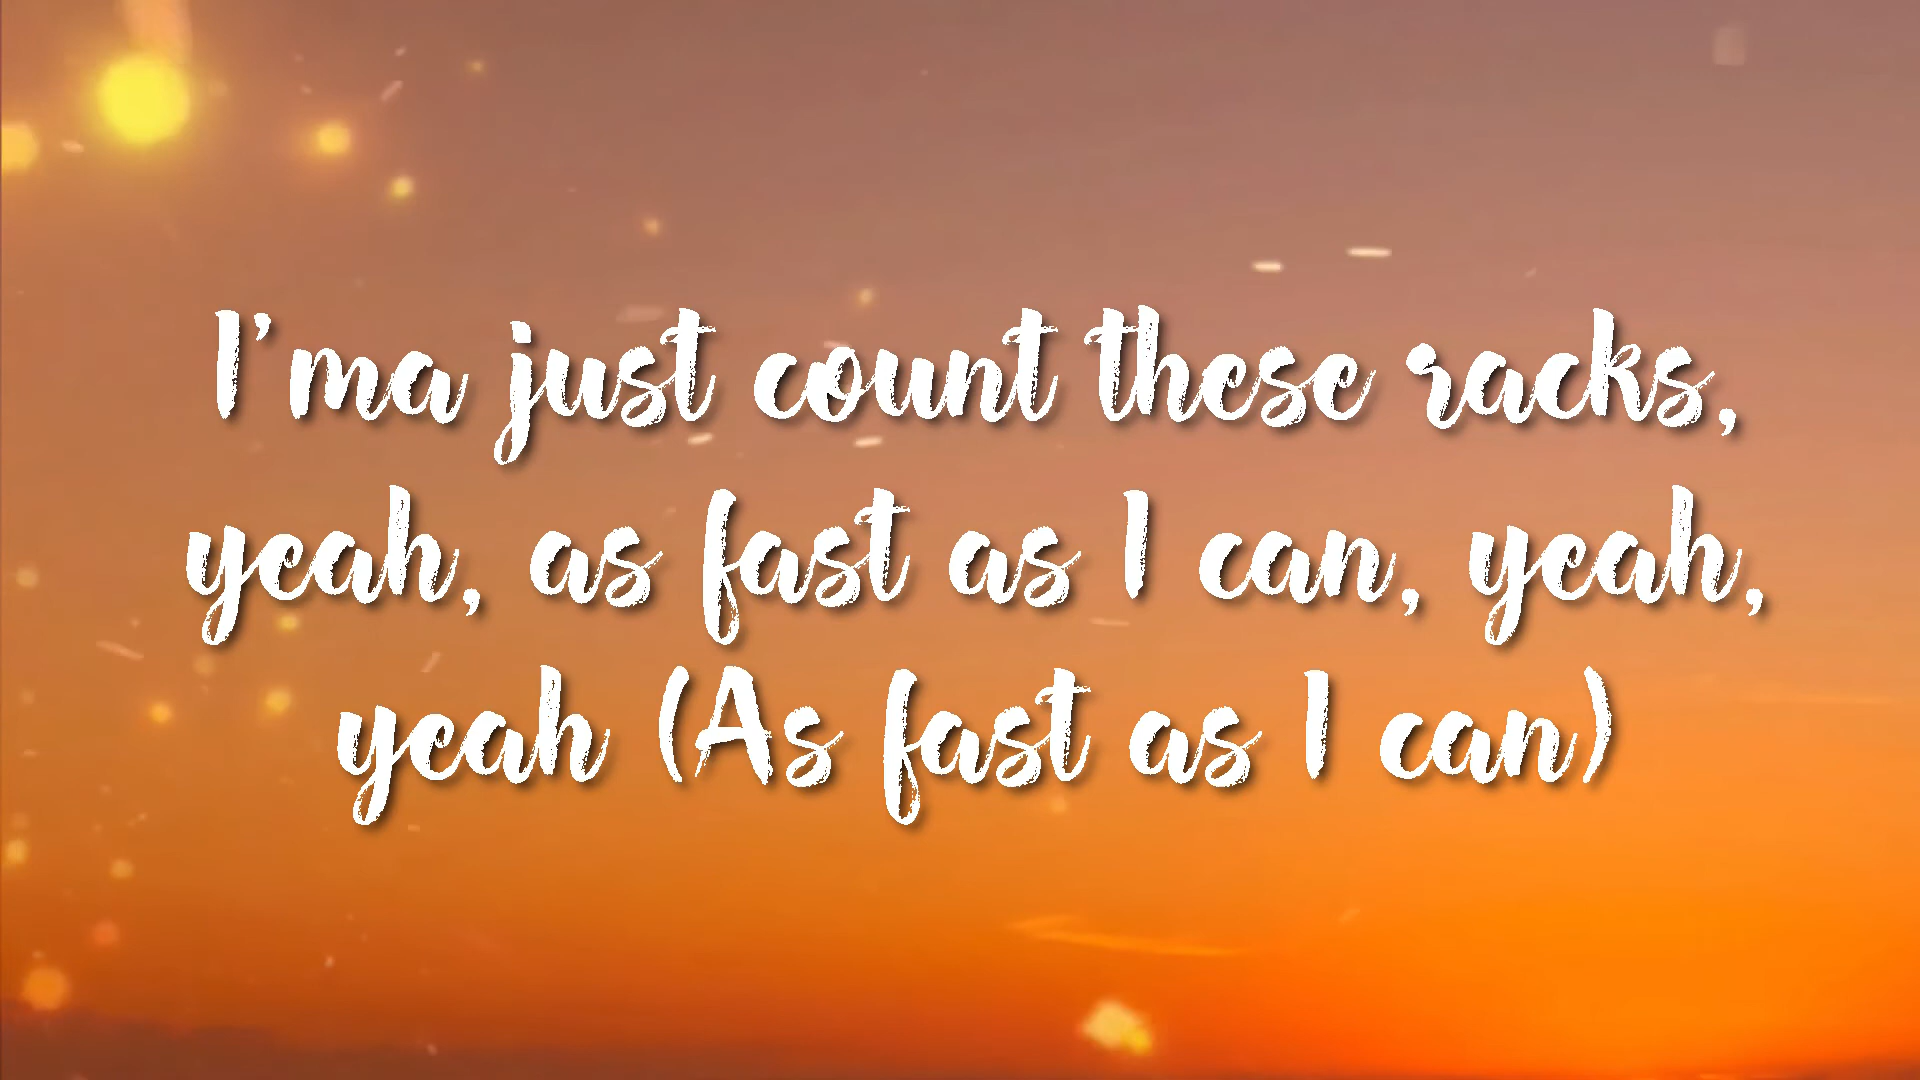 I'ma just count these racks,
yeah, as fast as I can, yeah,
yeah (As fast as I can)